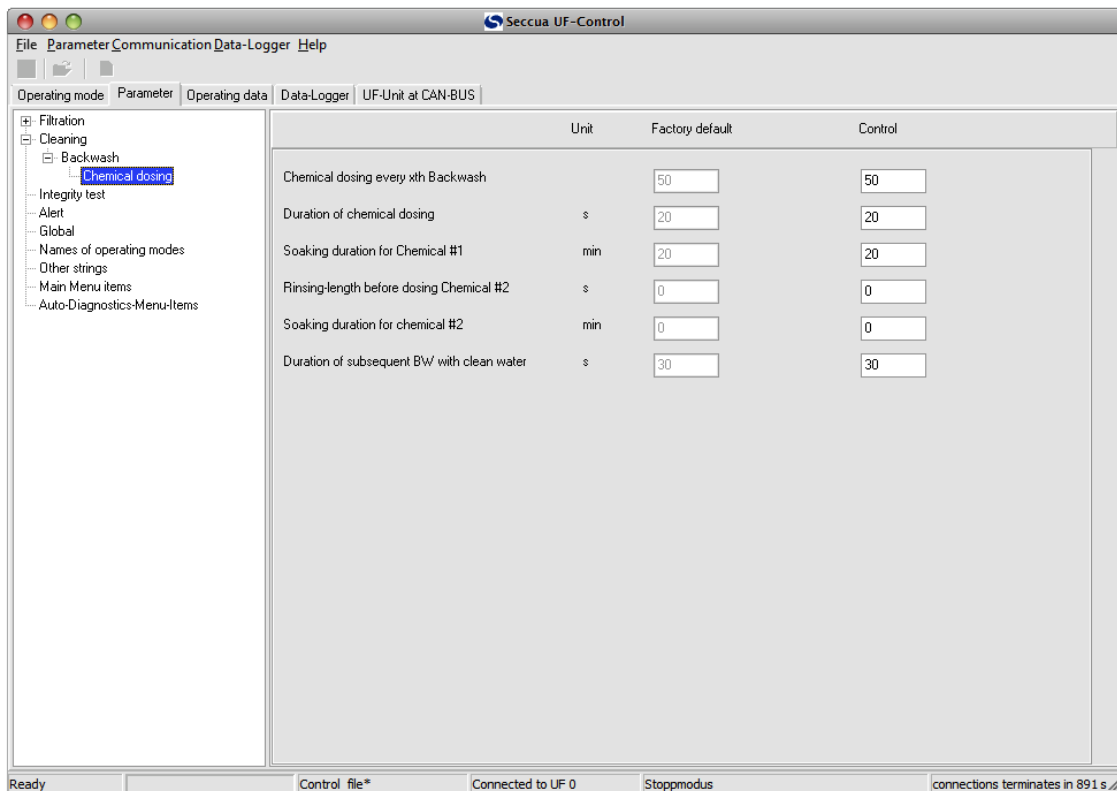 Seccua UF-Control
File Parameter Communication Data-Logger Help
Operating mode Parameter Operating data Data-Logger UF-Unit at CAN-BUS
Filtration
Cleaning
Backwash
Chemical dosing
Integrity test
Alert
Global
Names of operating modes
Other strings
Main Menu items
Auto-Diagnostics-Menu-Items
Unit Factory default Control
Chemical dosing every xth Backwash 50 50
Duration of chemical dosing s 20 20
Soaking duration for Chemical #1 min 20 20
Rinsing-length before dosing Chemical #2 s 0 0
Soaking duration for chemical #2 min 0 0
Duration of subsequent BW with clean water s 30 30
Ready Control file* Connected to UF 0 Stoppmodus connections terminates in 891 s